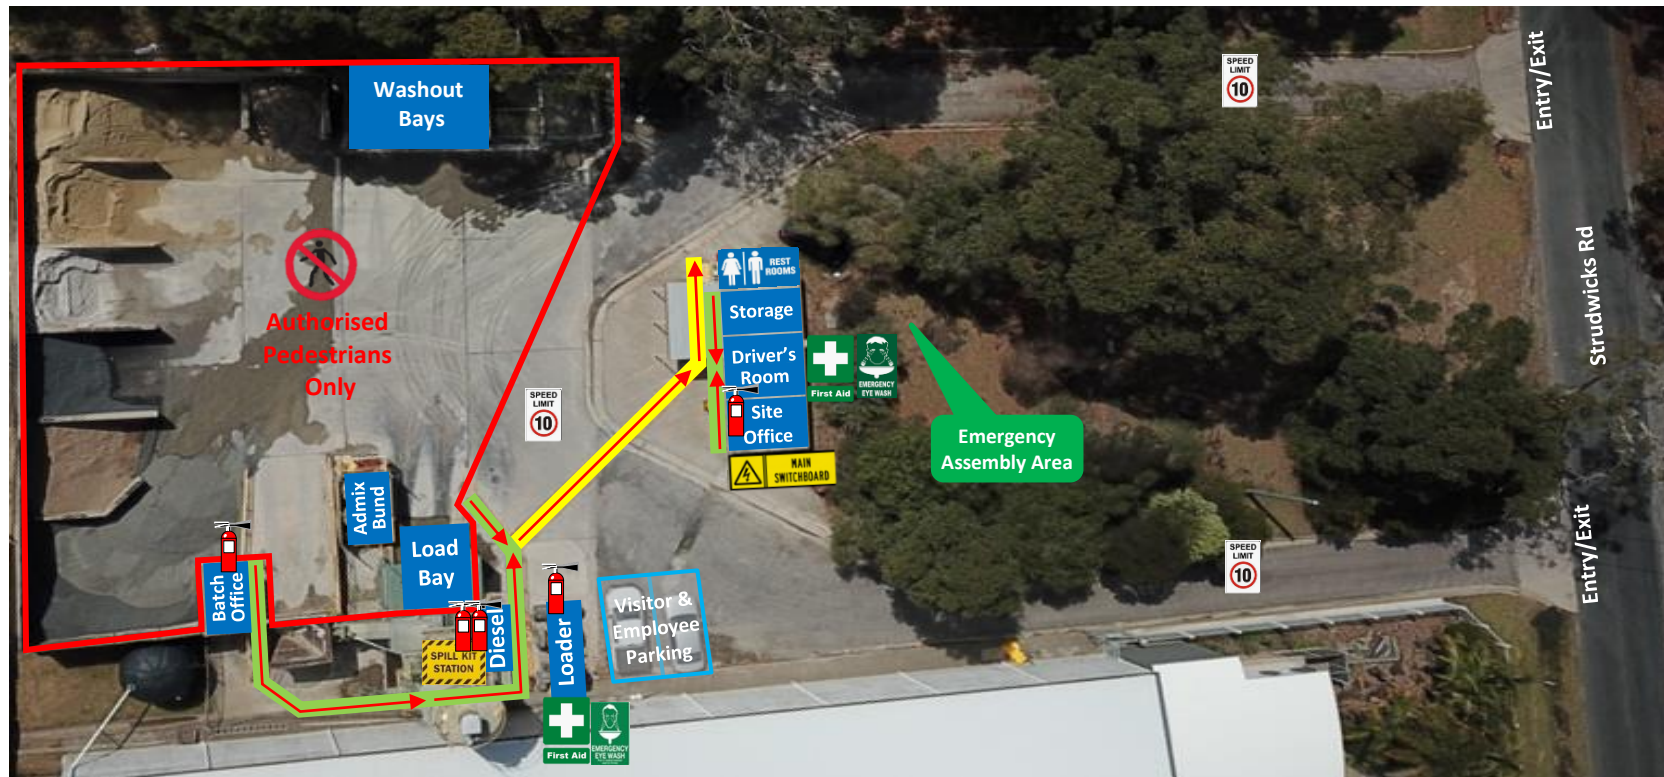 Washout
Bays
SPEED
LIMIT
10
Entry/Exit
Authorised
Pedestrians
Only
REST
ROOMS
Storage
Driver's
Room
First Aid
EMERGENCY
EYE WASH
Site
Office
MAIN
SWITCHBOARD
Emergency
Assembly Area
Strudwicks Rd
SPEED
LIMIT
10
Admix
Bund
Load
Bay
Batch
Office
Diesel
SPILL KIT
STATION
Loader
Visitor &
Employee
Parking
SPEED
LIMIT
10
Entry/Exit
First Aid
EMERGENCY
EYE WASH